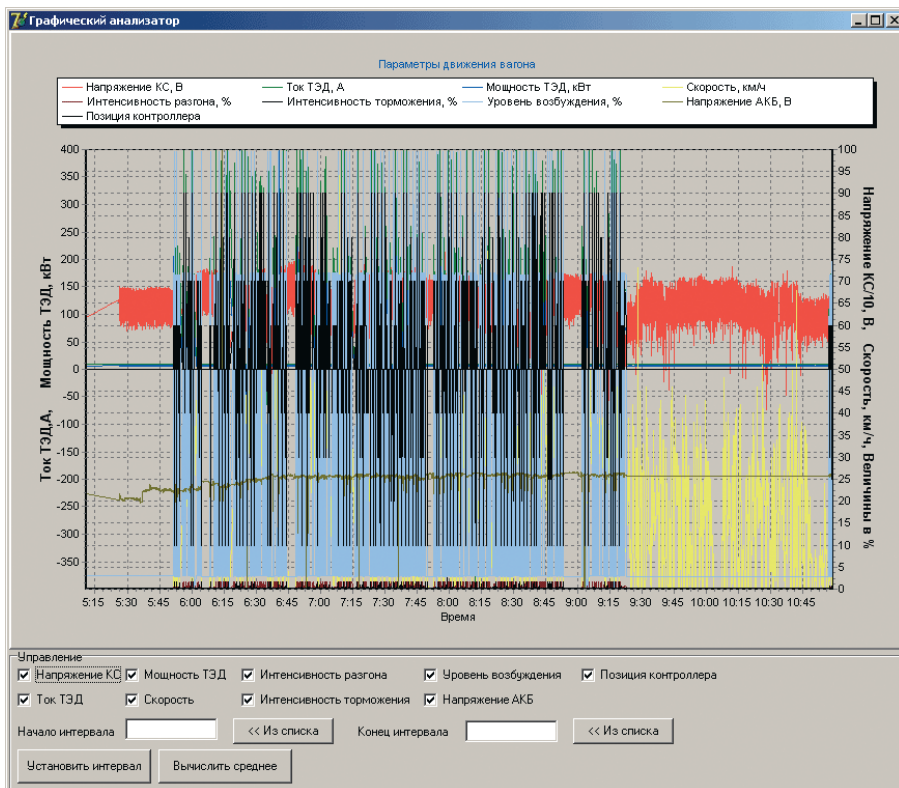 Графический анализатор
Параметры движения вагона
Напряжение КС, В Ток ТЭД, А Мощность ТЭД, кВт Скорость, км/ч
Интенсивность разгона, % Интенсивность торможения, % Уровень возбуждения, % Напряжение АКБ, В
Позиция контроллера
Ток ТЭД,А, Мощность ТЭД, кВт
400
350
300
250
200
150
100
50
0
-50
-100
-150
-200
-250
-300
-350
100
95
90
85
80
75
70
65
60
55
50
45
40
35
30
25
20
15
10
5
0
Напряжение КС/10, В, Скорость, км/ч, Величины в %
5:15 5:30 5:45 6:00 6:15 6:30 6:45 7:00 7:15 7:30 7:45 8:00 8:15 8:30 8:45 9:00 9:15 9:30 9:45 10:00 10:15 10:30 10:45
Время
Управление
Напряжение КС Мощность ТЭД Интенсивность разгона Уровень возбуждения Позиция контроллера
Ток ТЭД Скорость Интенсивность торможения Напряжение АКБ
Начало интервала << Из списка Конец интервала << Из списка
Установить интервал Вычислить среднее